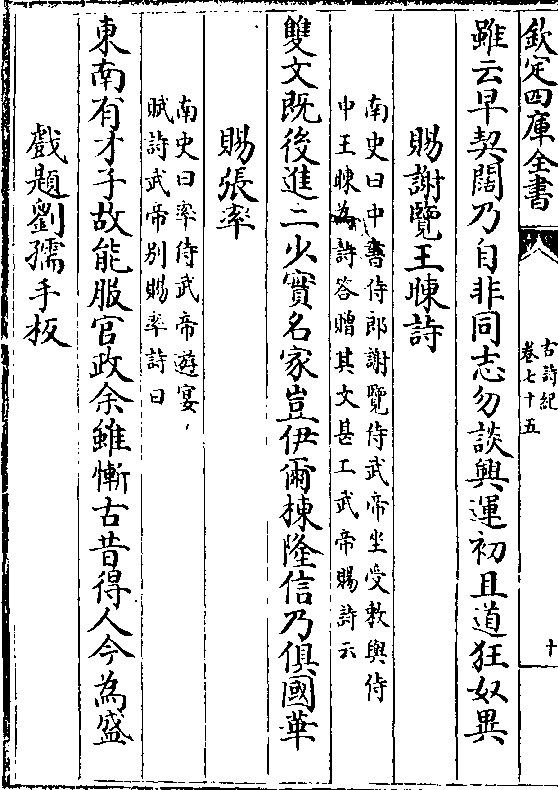 欽定四庫全書
古詩紀
卷七十五
十
雖云早契闊乃自非同志勿談興運初且道狂奴異
賜謝覽王暕詩
南史曰中書侍郎謝覽侍武帝坐受敕與侍
中王暕為詩答贈其文甚工武帝賜詩云
雙文既後進二少實名家豈伊爾棟隆信乃俱國華
賜張率
南史曰率侍武帝遊宴
賦詩武帝別賜率詩曰
東南有才子故能服官政余雖慚古昔得人今為盛
戲題劉孺手板